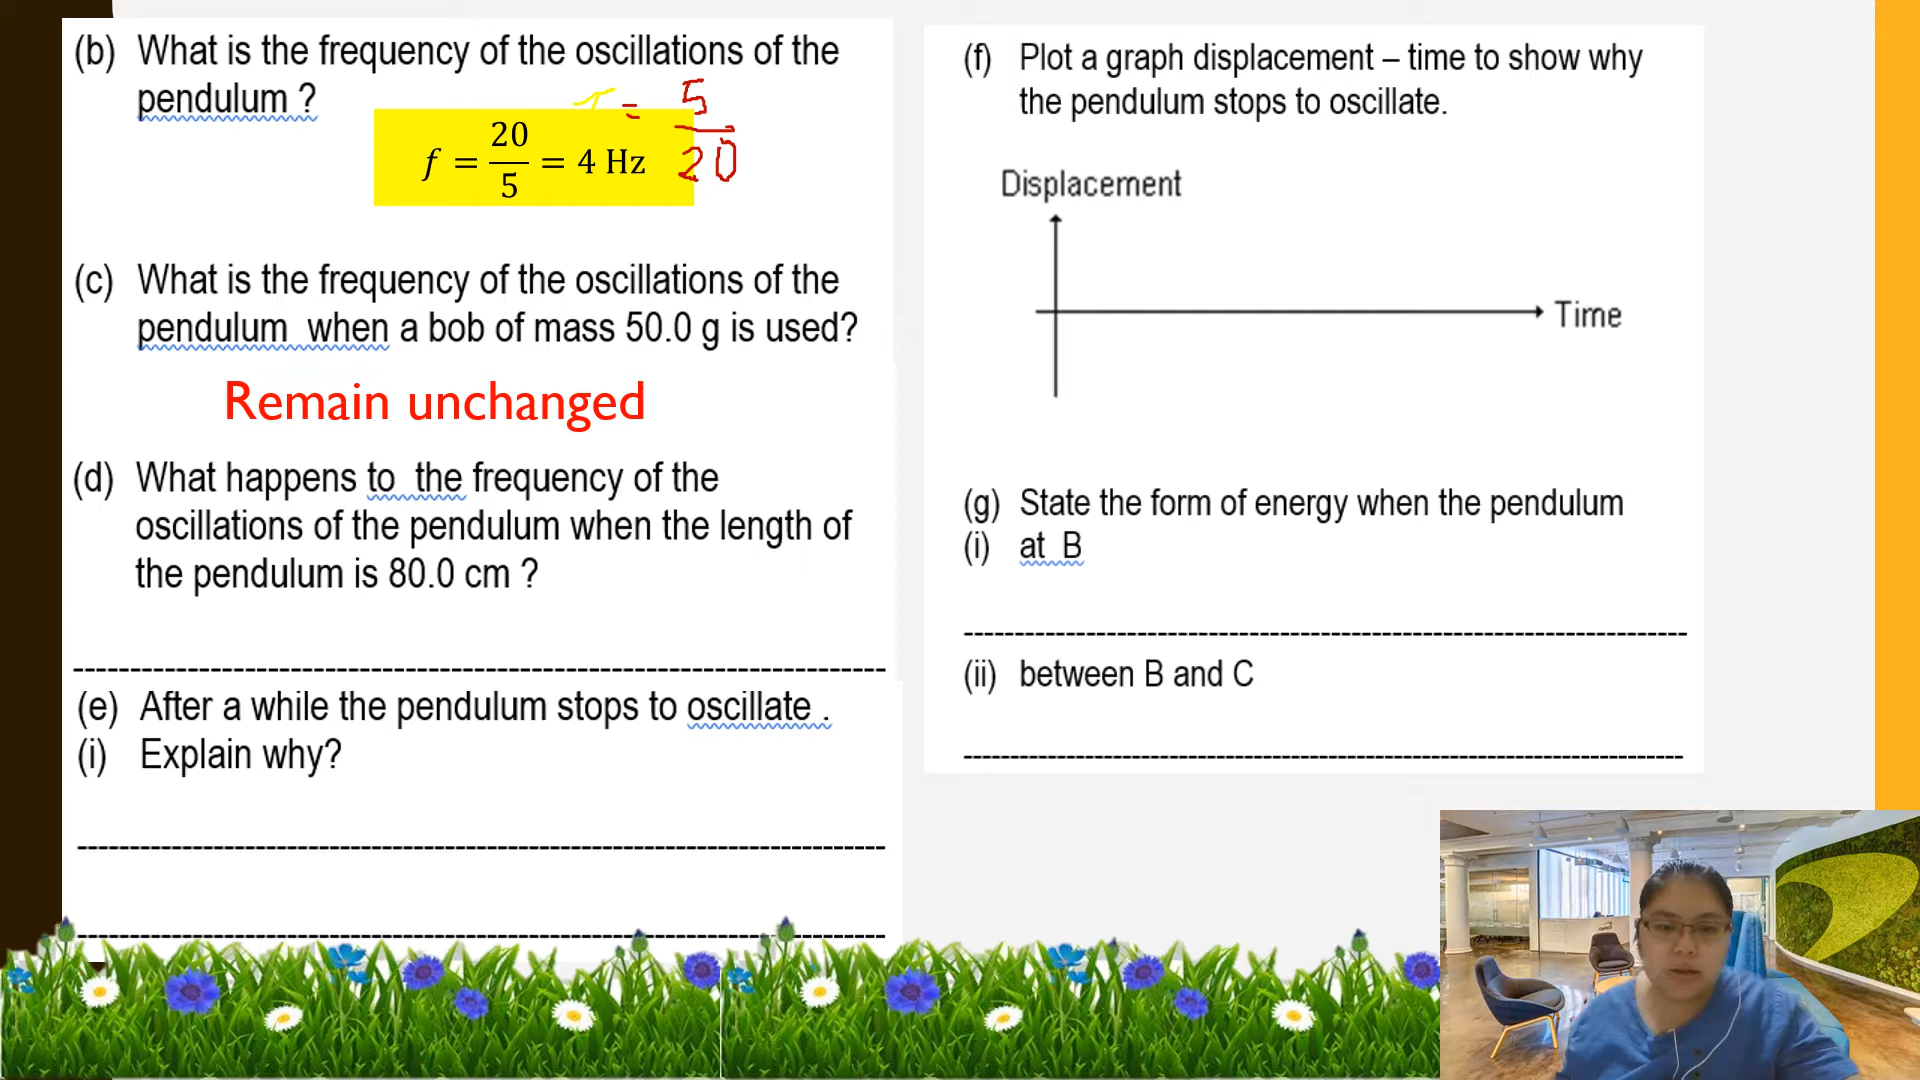 (b) What is the frequency of the oscillations of the
pendulum ?
T = 5
20
f = 20/5 = 4 Hz
(c) What is the frequency of the oscillations of the
pendulum when a bob of mass 50.0 g is used?
Remain unchanged
(d) What happens to the frequency of the
oscillations of the pendulum when the length of
the pendulum is 80.0 cm ?
(e) After a while the pendulum stops to oscillate .
(i) Explain why?
(f) Plot a graph displacement – time to show why
the pendulum stops to oscillate.
Displacement
Time
(g) State the form of energy when the pendulum
(i) at B
(ii) between B and C